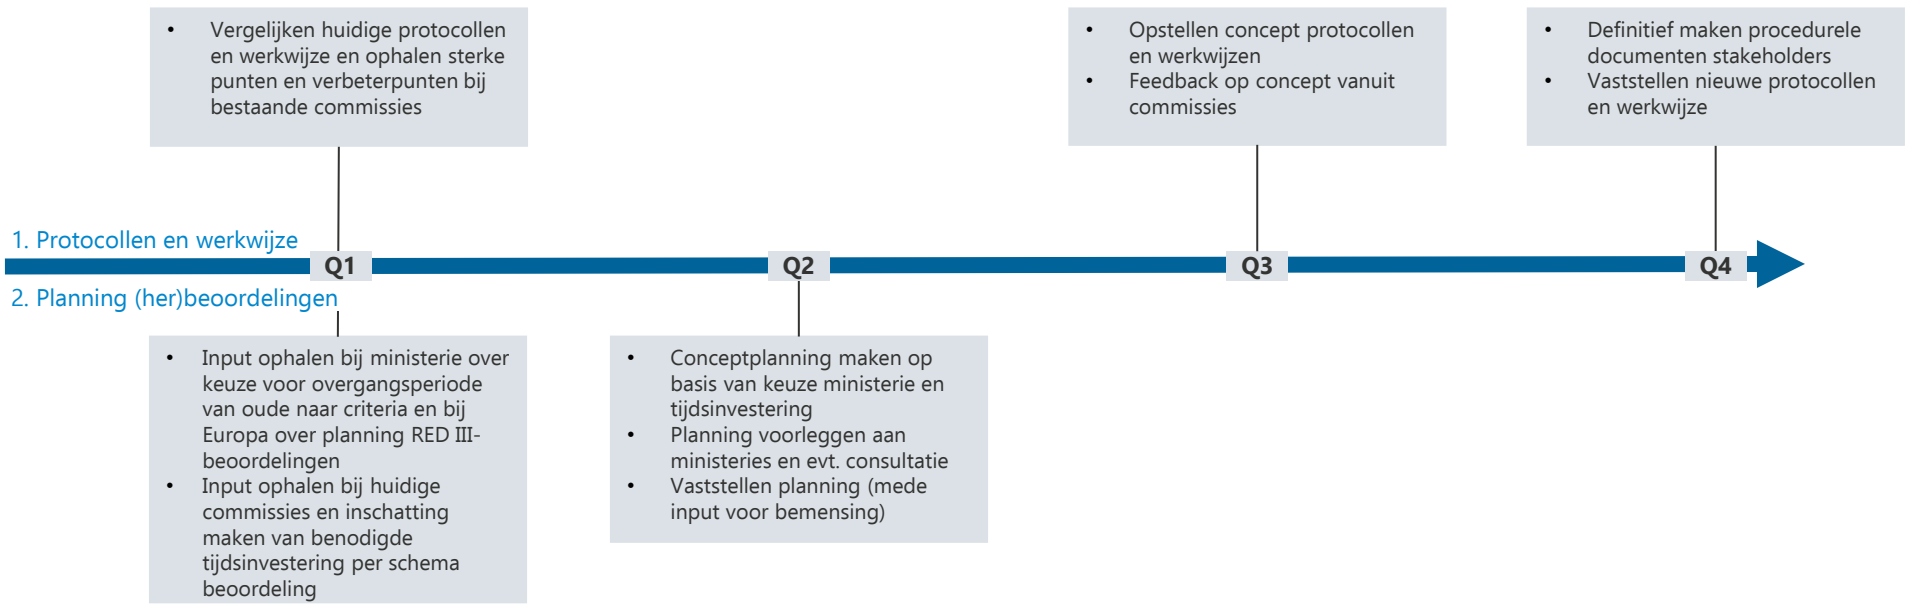 • Vergelijken huidige protocollen
en werkwijze en ophalen sterke
punten en verbeterpunten bij
bestaande commissies
• Opstellen concept protocollen
en werkwijzen
• Feedback op concept vanuit
commissies
• Definitief maken procedurele
documenten stakeholders
• Vaststellen nieuwe protocollen
en werkwijze
1. Protocollen en werkwijze
Q1
Q2
Q3
Q4
2. Planning (her)beoordelingen
• Input ophalen bij ministerie over
keuze voor overgangsperiode
van oude naar criteria en bij
Europa over planning RED III-
beoordelingen
• Input ophalen bij huidige
commissies en inschatting
maken van benodigde
tijdsinvestering per schema
beoordeling
• Conceptplanning maken op
basis van keuze ministerie en
tijdsinvestering
• Planning voorleggen aan
ministeries en evt. consultatie
• Vaststellen planning (mede
input voor bemensing)